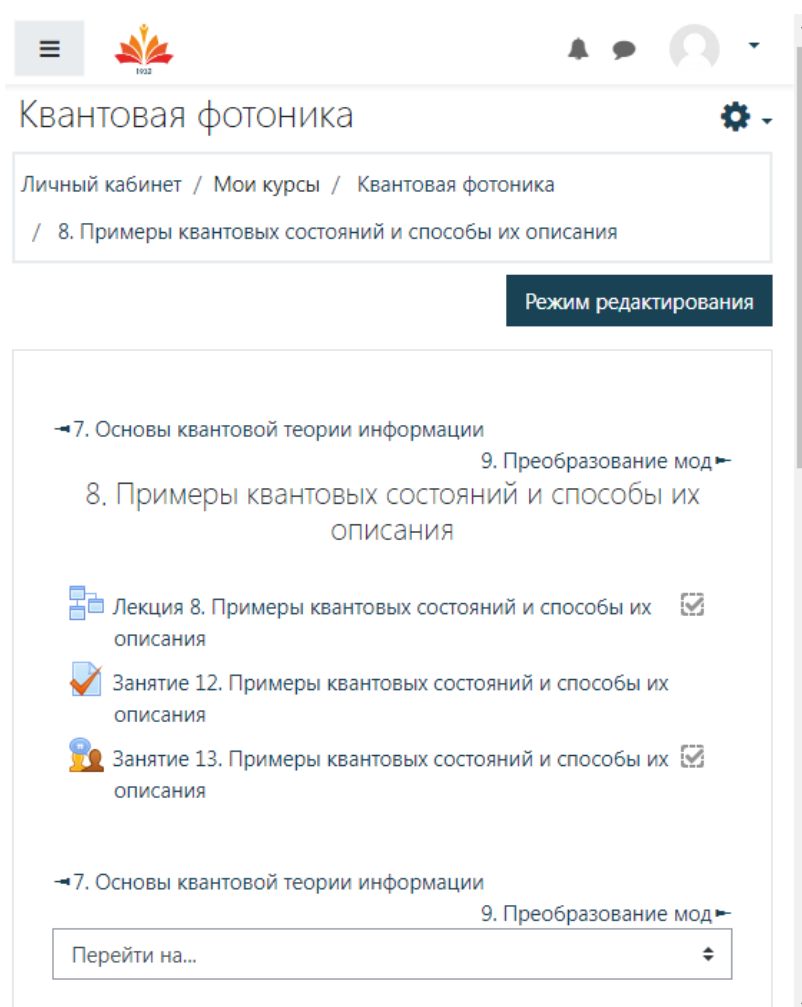 1932
Квантовая фотоника
Личный кабинет / Мои курсы / Квантовая фотоника
/ 8. Примеры квантовых состояний и способы их описания
Режим редактирования
7. Основы квантовой теории информации
9. Преобразование мод
8. Примеры квантовых состояний и способы их
описания
Лекция 8. Примеры квантовых состояний и способы их
описания
Занятие 12. Примеры квантовых состояний и способы их
описания
Занятие 13. Примеры квантовых состояний и способы их
описания
7. Основы квантовой теории информации
9. Преобразование мод
Перейти на...